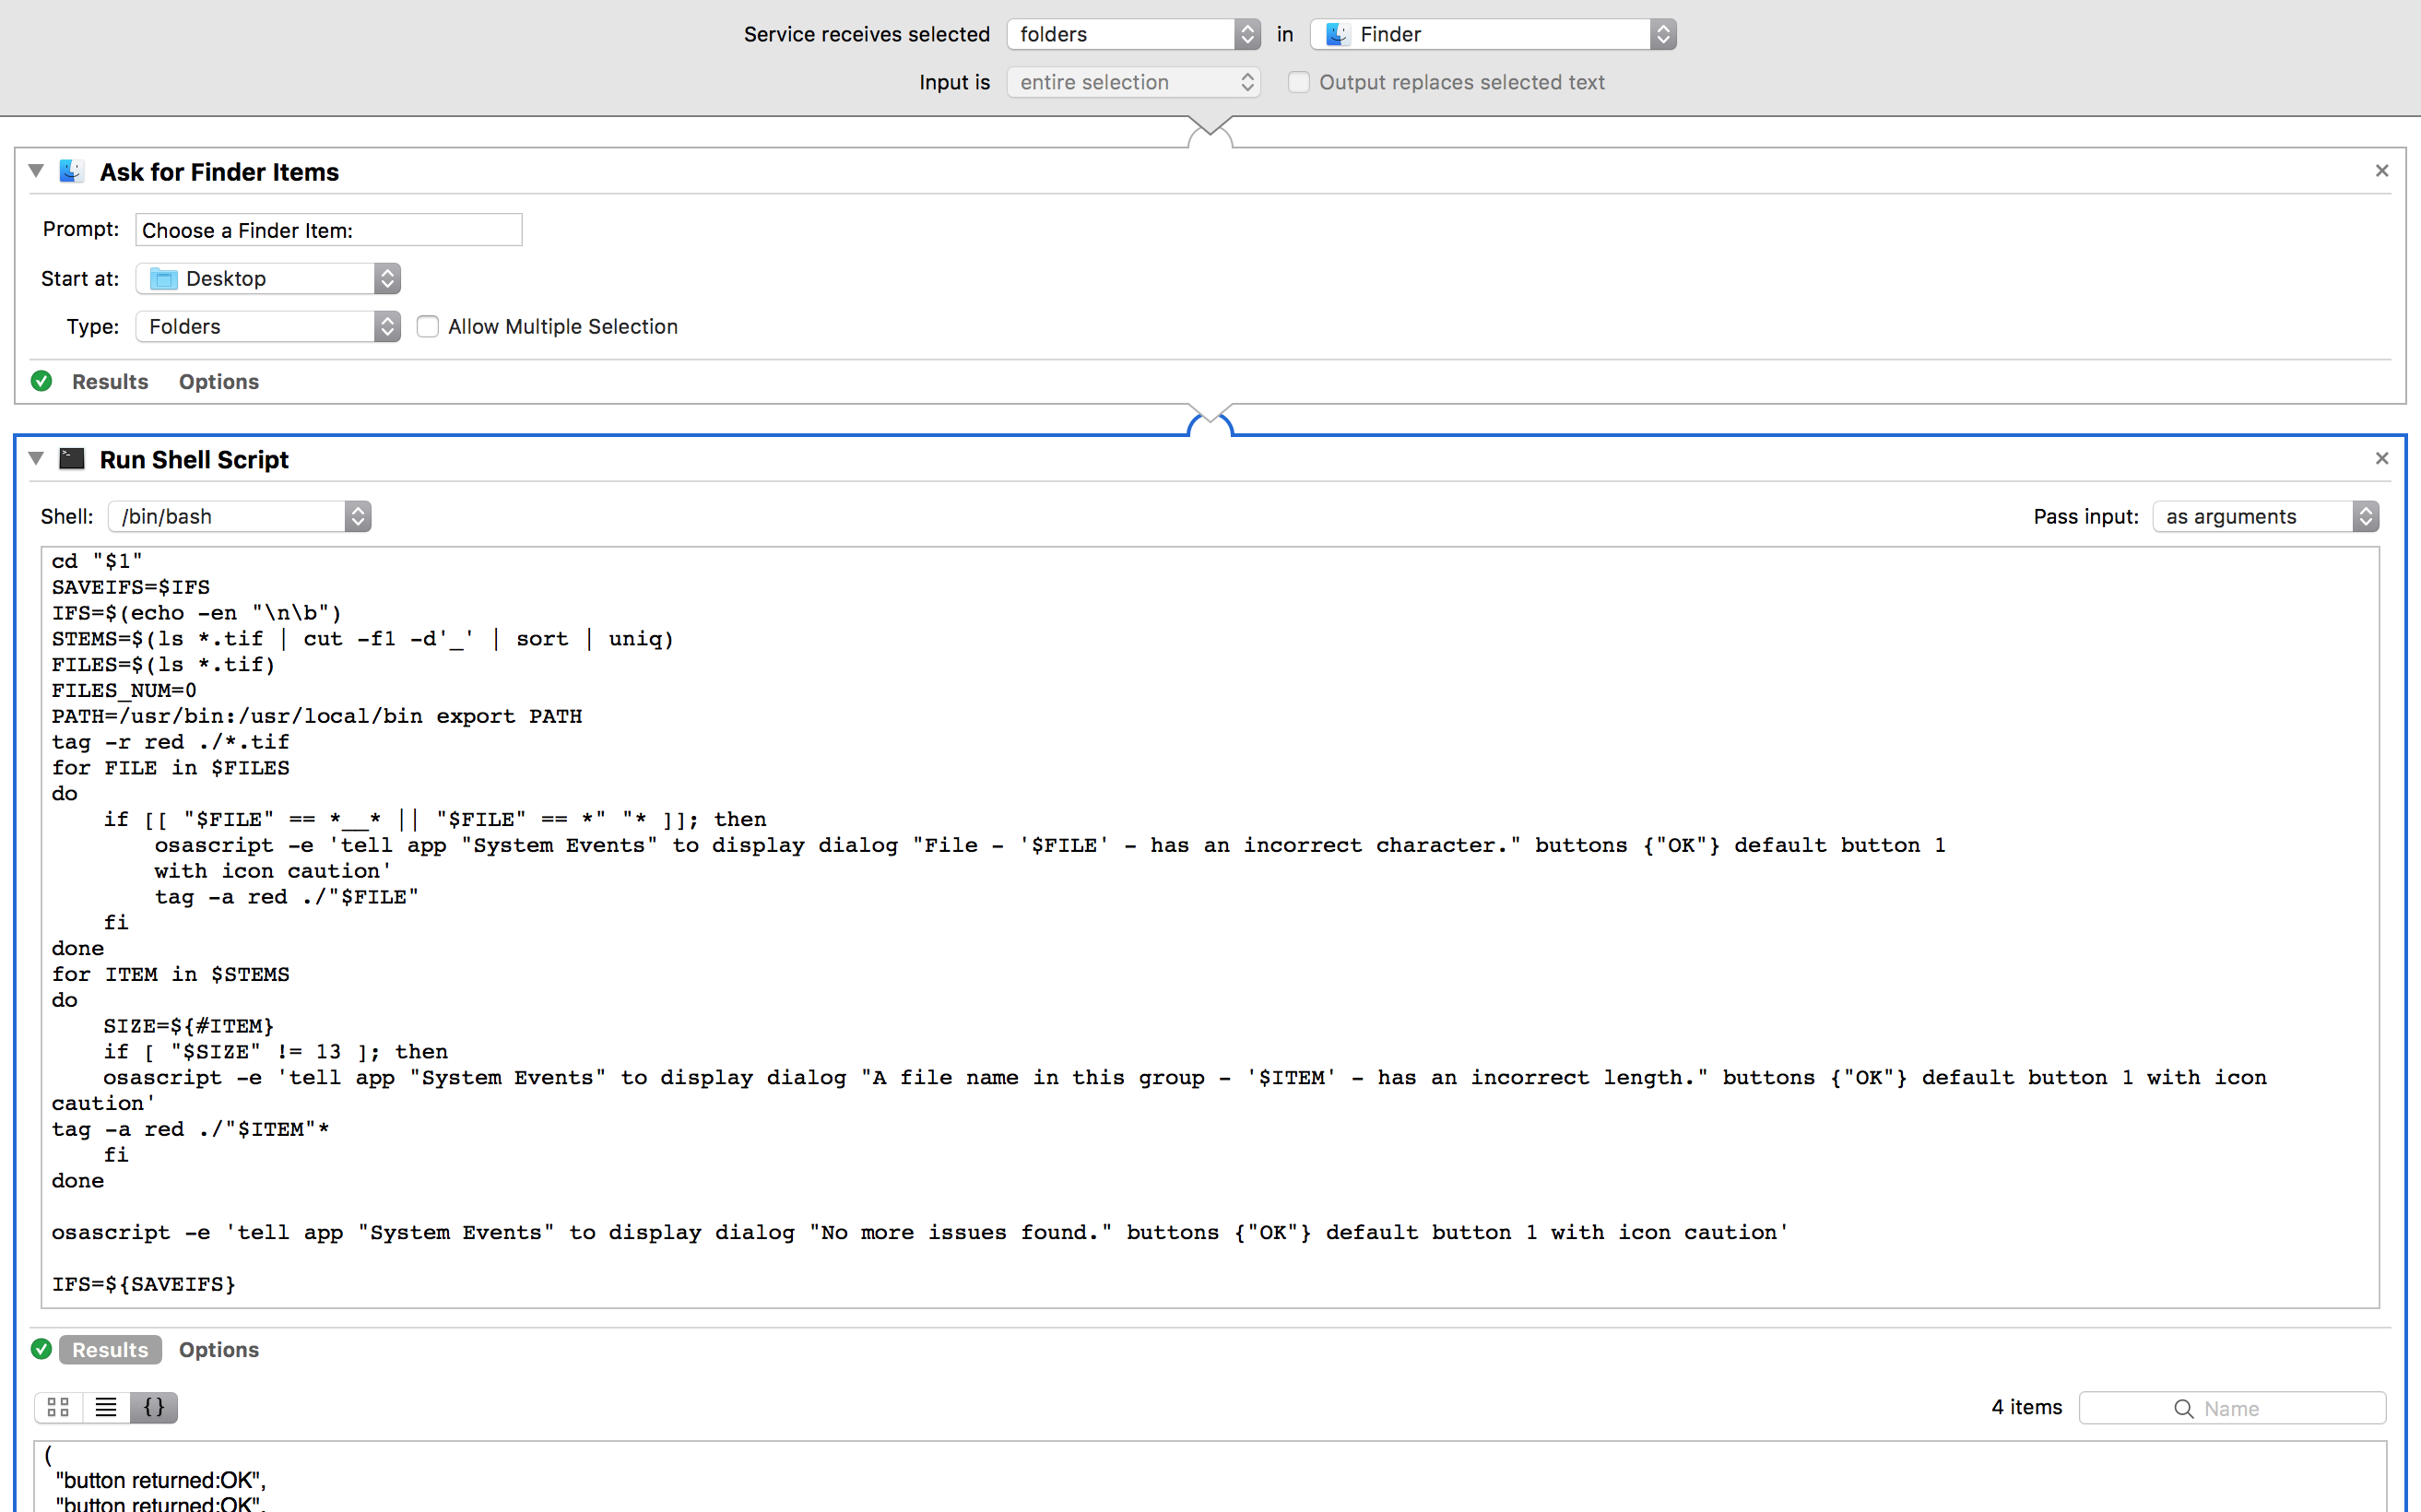 Service receives selected folders in Finder
Input is entire selection Output replaces selected text
Ask for Finder Items
Prompt: Choose a Finder Item:
Start at: Desktop
Type: Folders Allow Multiple Selection
Results Options
Run Shell Script
Shell: /bin/bash Pass input: as arguments
cd "$1"
SAVEIFS=$IFS
IFS=$(echo -en "\n\b")
STEMS=$(ls *.tif | cut -f1 -d'_' | sort | uniq)
FILES=$(ls *.tif)
FILES_NUM=0
PATH=/usr/bin:/usr/local/bin export PATH
tag -r red ./*.tif
for FILE in $FILES
do
    if [[ "$FILE" == *__* || "$FILE" == *" "* ]]; then
        osascript -e 'tell app "System Events" to display dialog "File - '$FILE' - has an incorrect character." buttons {"OK"} default button 1
        with icon caution'
        tag -a red ./"$FILE"
    fi
done
for ITEM in $STEMS
do
    SIZE=${#ITEM}
    if [ "$SIZE" != 13 ]; then
    osascript -e 'tell app "System Events" to display dialog "A file name in this group - '$ITEM' - has an incorrect length." buttons {"OK"} default button 1 with icon
caution'
tag -a red ./"$ITEM"*
    fi
done
osascript -e 'tell app "System Events" to display dialog "No more issues found." buttons {"OK"} default button 1 with icon caution'
IFS=${SAVEIFS}
Results Options
{} 4 items Name
(
"button returned:OK",
"button returned:OK",